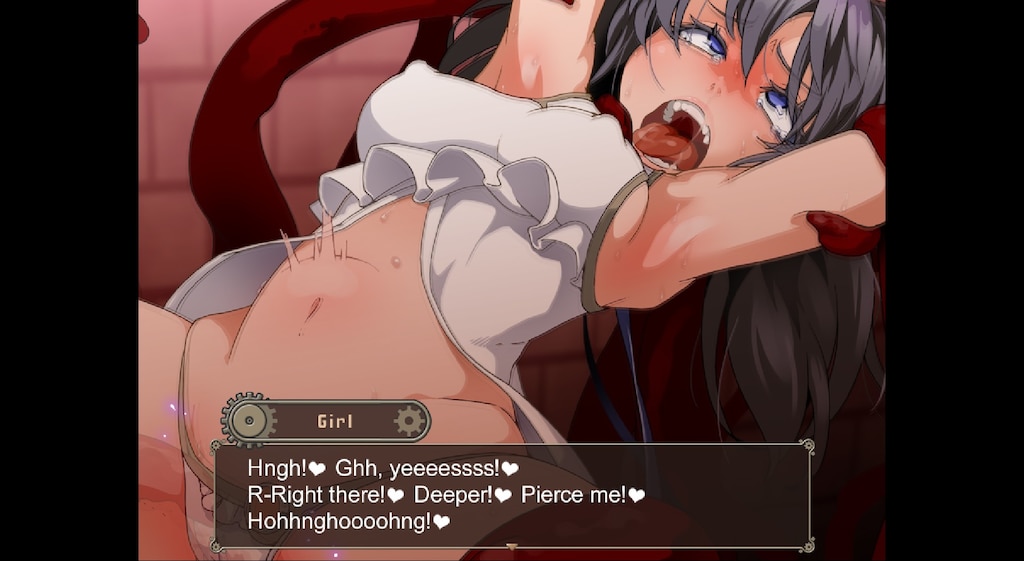 Girl
Hngh!❤ Ghh, yeeeessss!❤
R-Right there!❤ Deeper!❤ Pierce me!❤
Hohhnghoooohng!❤